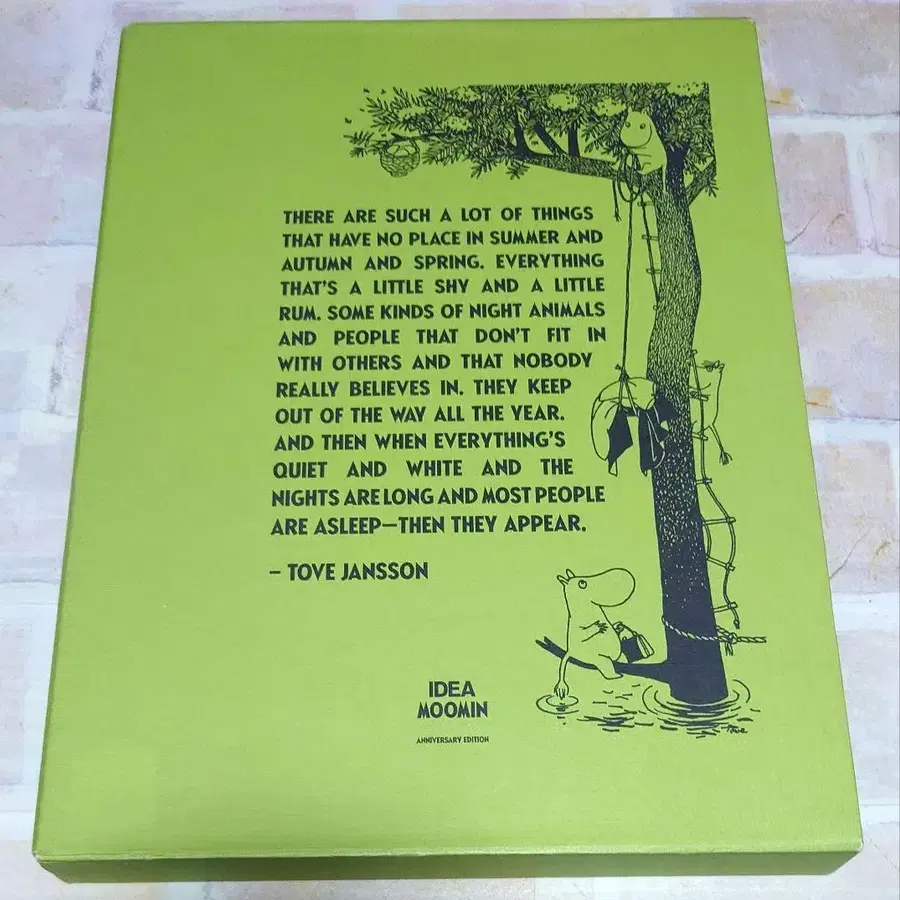 THERE ARE SUCH A LOT OF THINGS
THAT HAVE NO PLACE IN SUMMER AND
AUTUMN AND SPRING. EVERYTHING
THAT'S A LITTLE SHY AND A LITTLE
RUM. SOME KINDS OF NIGHT ANIMALS
AND PEOPLE THAT DON'T FIT IN
WITH OTHERS AND THAT NOBODY
REALLY BELIEVES IN. THEY KEEP
OUT OF THE WAY ALL THE YEAR.
AND THEN WHEN EVERYTHING'S
QUIET AND WHITE AND THE
NIGHTS ARE LONG AND MOST PEOPLE
ARE ASLEEP—THEN THEY APPEAR.
– TOVE JANSSON
IDEA
MOOMIN
ANNIVERSARY EDITION
Tove